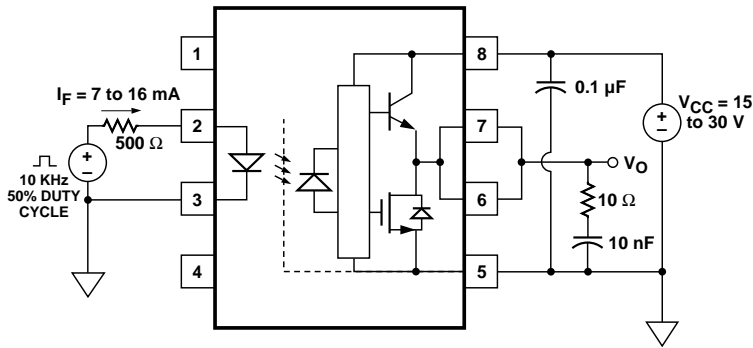 1
8
I_F = 7 to 16 mA
0.1 µF
V_CC = 15
to 30 V
+
–
2
7
500 Ω
+
–
V_O
10 KHz
50% DUTY
CYCLE
3
6
10 Ω
10 nF
4
5